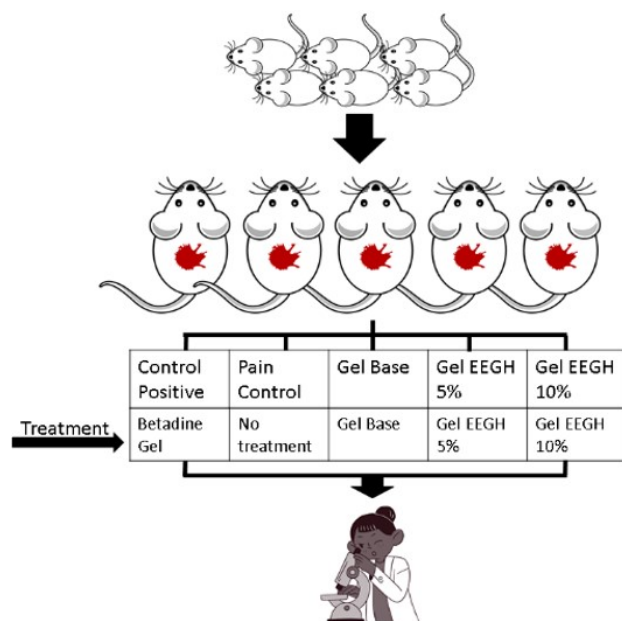 Control Positive
Pain Control
Gel Base
Gel EEGH 5%
Gel EEGH 10%
Treatment
Betadine Gel
No treatment
Gel Base
Gel EEGH 5%
Gel EEGH 10%